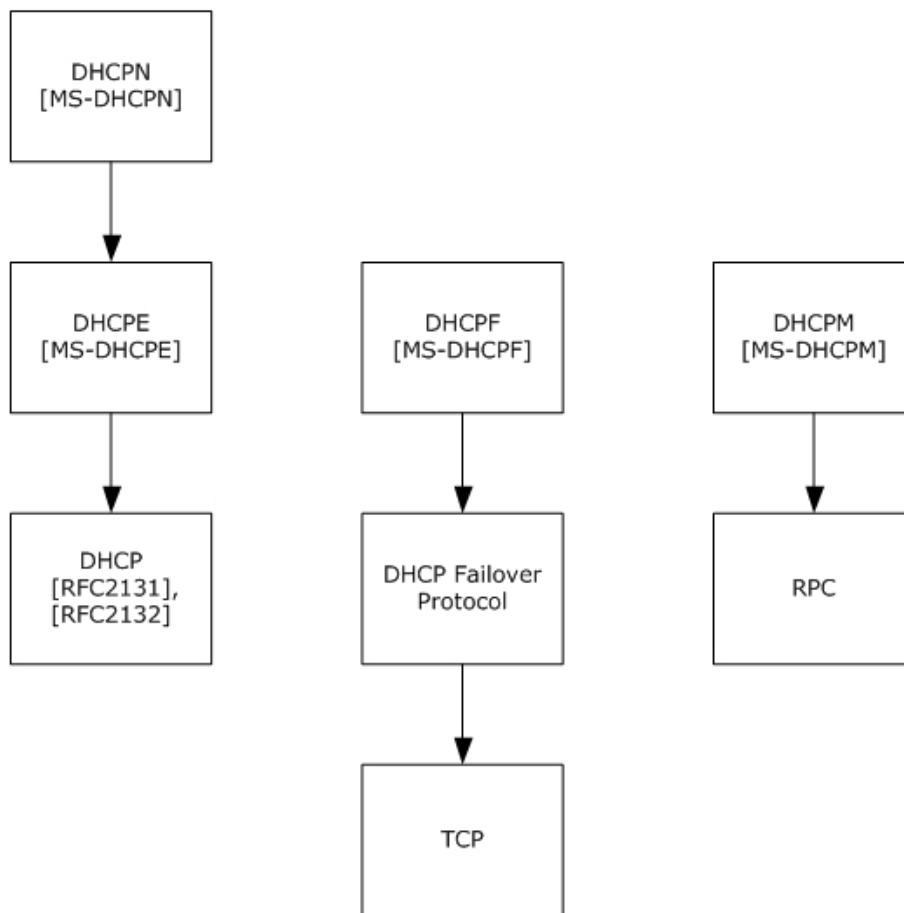 DHCPN
[MS-DHCPN]
DHCPE
[MS-DHCPE]
DHCPF
[MS-DHCPF]
DHCPM
[MS-DHCPM]
DHCP
[RFC2131],
[RFC2132]
DHCP Failover
Protocol
RPC
TCP